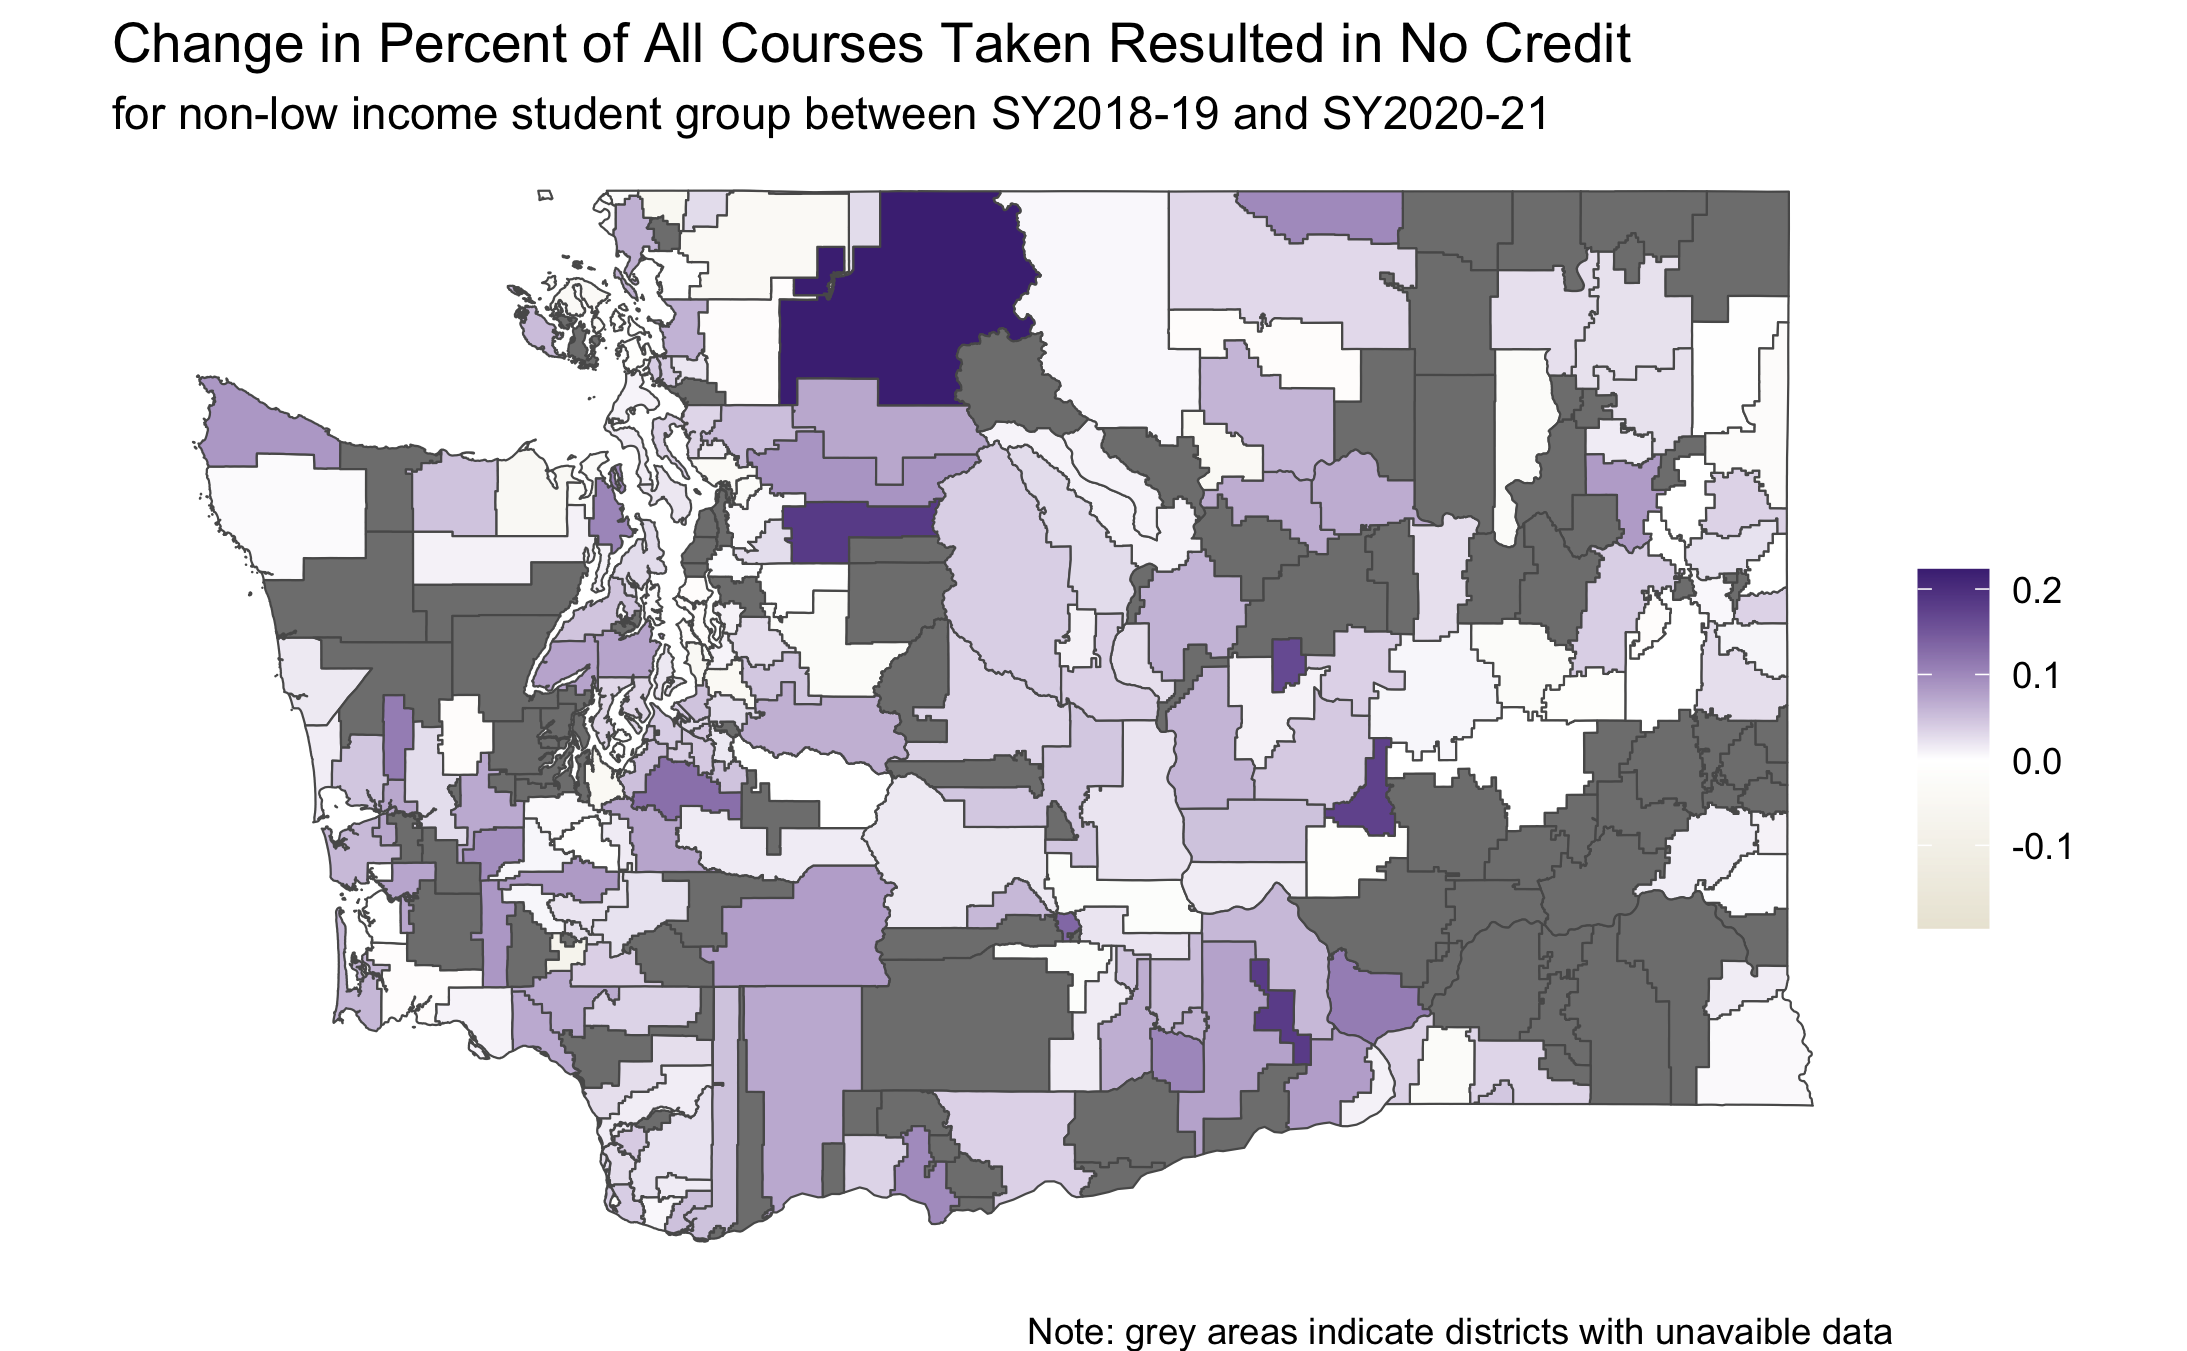 Change in Percent of All Courses Taken Resulted in No Credit
for non-low income student group between SY2018-19 and SY2020-21
0.2
0.1
0.0
-0.1
Note: grey areas indicate districts with unavaible data